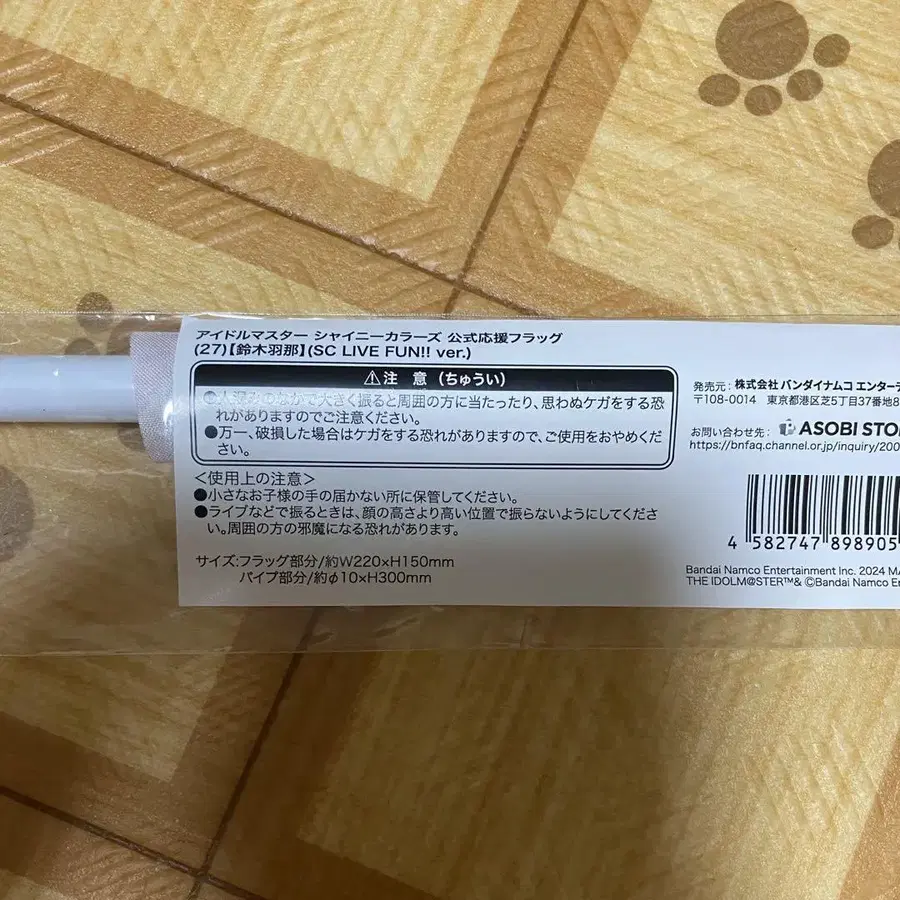 アイドルマスター シャイニーカラーズ 公式応援フラッグ
(27)【鈴木羽那】(SC LIVE FUN!! ver.)
⚠注 意 (ちゅうい)
●人混みのなかで大きく振ると周囲の方に当たったり、思わぬケガをする恐
れがありますのでご注意ください。
●万一、破損した場合はケガをする恐れがありますので、ご使用をおやめくだ
さい。
<使用上の注意>
●小さなお子様の手の届かない所に保管してください。
●ライブなどで振るときは、顔の高さより高い位置で振らないようにしてくださ
い。周囲の方の邪魔になる恐れがあります。
サイズ:フラッグ部分/約W220×H150mm
パイプ部分/約φ10×H300mm
発売元: 株式会社 バンダイナムコ エンターテ
〒108-0014 東京都港区芝5丁目37番地8
お問い合わせ先: ASOBI STO
https://bnfaq.channel.or.jp/inquiry/200
4 582747 898905
Bandai Namco Entertainment Inc. 2024 MA
THE IDOLM@STER™& ©Bandai Namco E